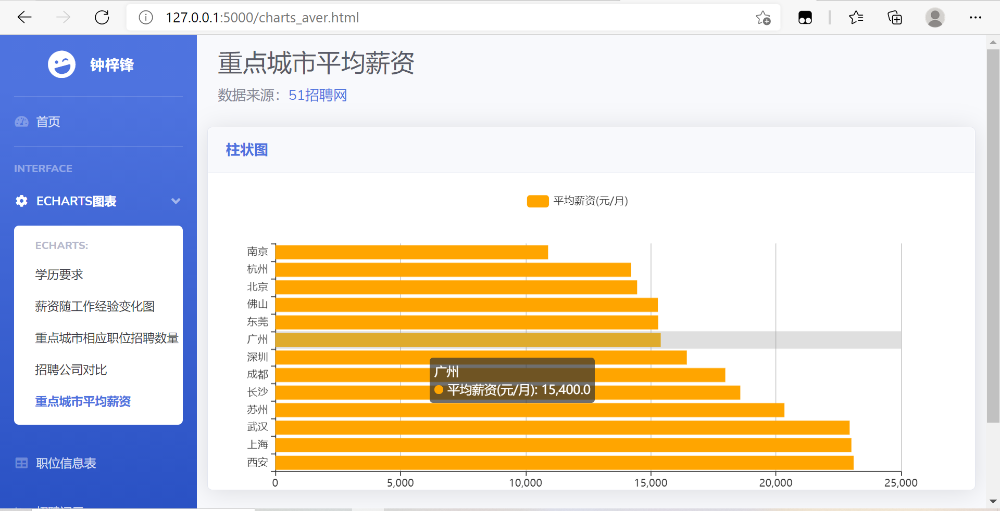 127.0.0.1:5000/charts_aver.html
钟梓锋
首页
INTERFACE
ECHARTS图表
ECHARTS:
学历要求
薪资随工作经验变化图
重点城市相应职位招聘数量
招聘公司对比
重点城市平均薪资
职位信息表
重点城市平均薪资
数据来源：51招聘网
柱状图
平均薪资(元/月)
南京
杭州
北京
佛山
东莞
广州
深圳
成都
长沙
苏州
武汉
上海
西安
广州
平均薪资(元/月): 15,400.0
0 5,000 10,000 15,000 20,000 25,000